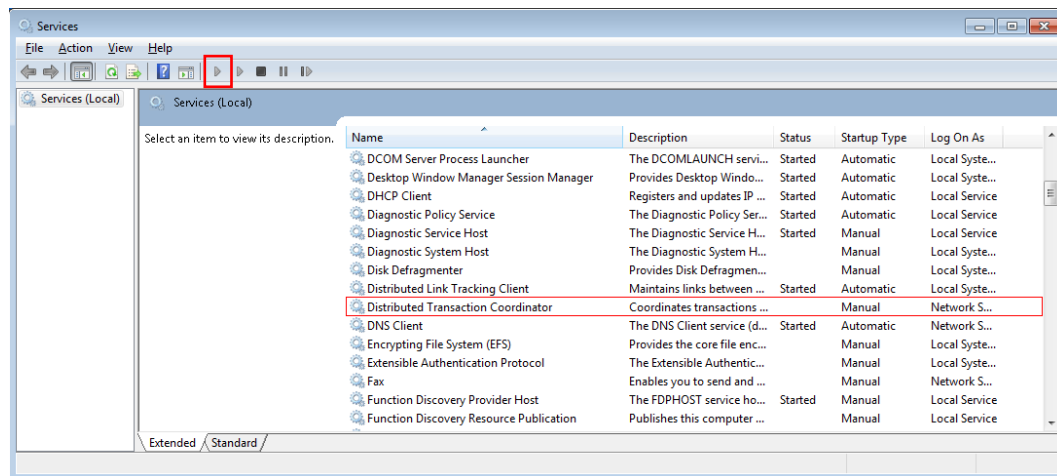 Services
File Action View Help
Services (Local)
Services (Local)
Select an item to view its description.
Name Description Status Startup Type Log On As
DCOM Server Process Launcher The DCOMLAUNCH servi... Started Automatic Local Syste...
Desktop Window Manager Session Manager Provides Desktop Windo... Started Automatic Local Syste...
DHCP Client Registers and updates IP ... Started Automatic Local Service
Diagnostic Policy Service The Diagnostic Policy Ser... Started Automatic Local Service
Diagnostic Service Host The Diagnostic Service H... Started Manual Local Service
Diagnostic System Host The Diagnostic System H... Manual Local Syste...
Disk Defragmenter Provides Disk Defragmen... Manual Local Syste...
Distributed Link Tracking Client Maintains links between ... Started Automatic Local Syste...
Distributed Transaction Coordinator Coordinates transactions ... Manual Network S...
DNS Client The DNS Client service (d... Started Automatic Network S...
Encrypting File System (EFS) Provides the core file enc... Manual Local Syste...
Extensible Authentication Protocol The Extensible Authentic... Manual Local Syste...
Fax Enables you to send and ... Manual Network S...
Function Discovery Provider Host The FDPHOST service ho... Started Manual Local Service
Function Discovery Resource Publication Publishes this computer ... Manual Local Service
Extended Standard